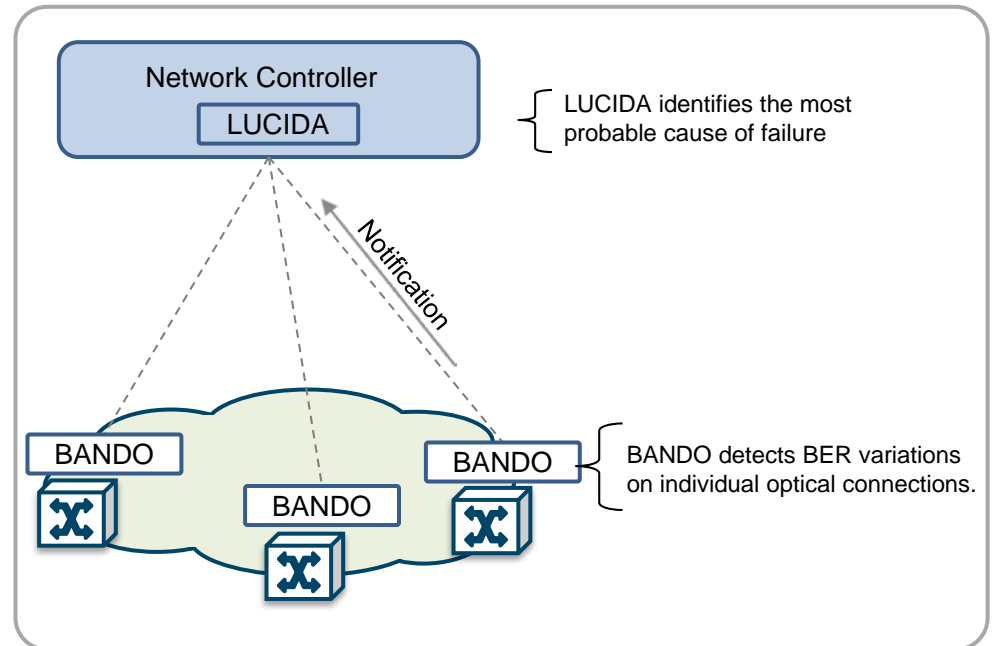 Network Controller
LUCIDA
LUCIDA identifies the most
probable cause of failure
Notification
BANDO
BANDO
BANDO
BANDO detects BER variations
on individual optical connections.